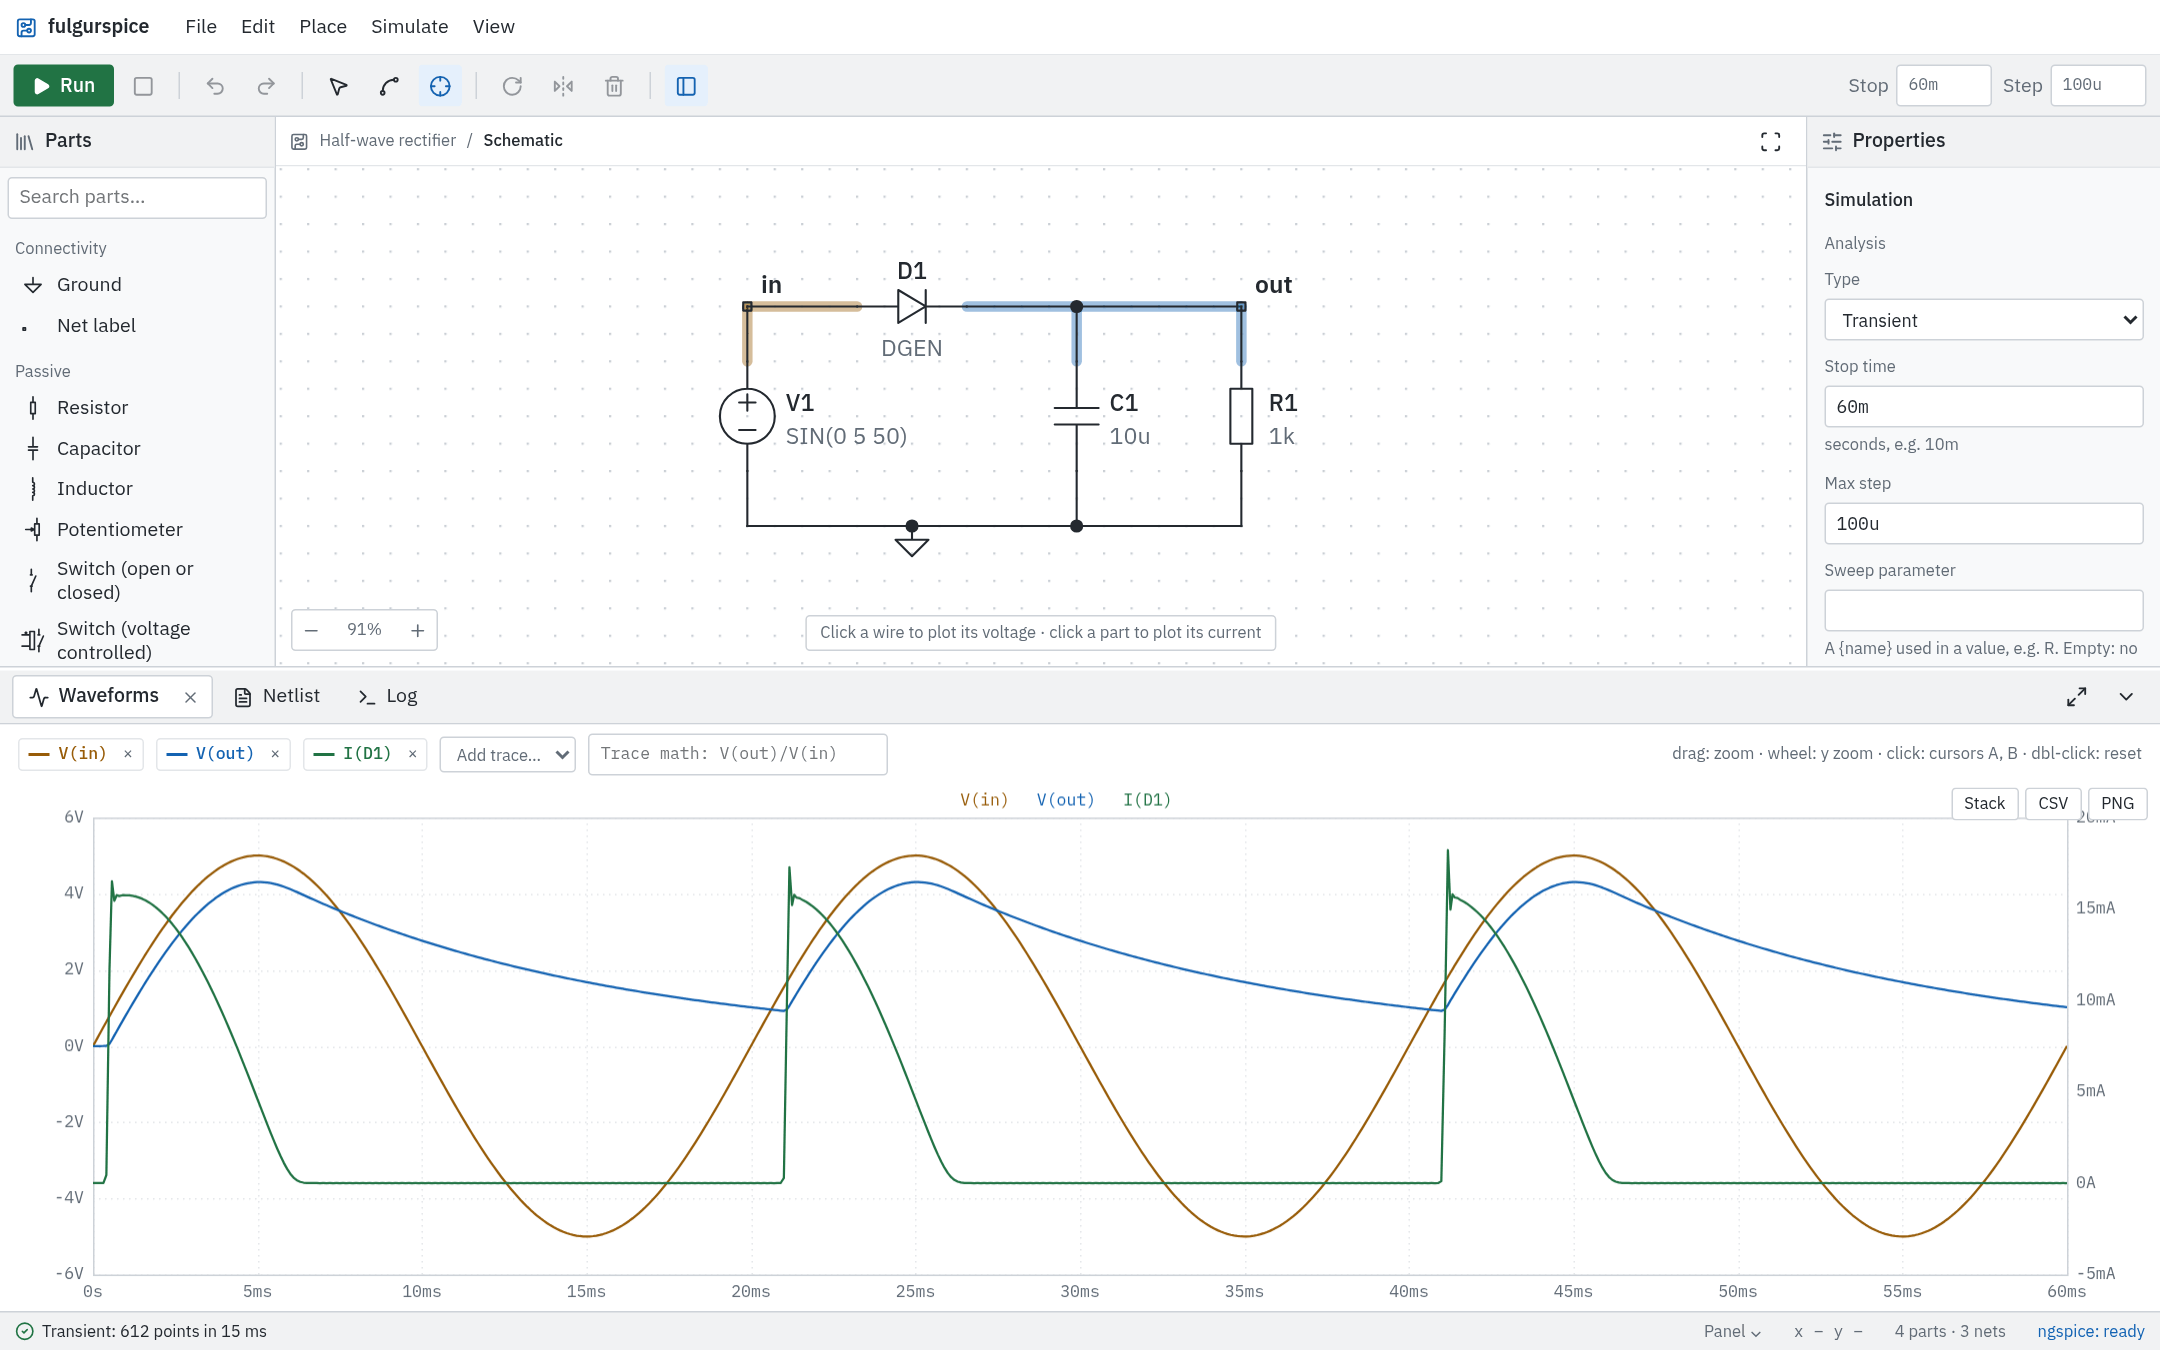 fulgurspice File Edit Place Simulate View
Run Stop 60m Step 100u
Parts
Search parts...
Connectivity
Ground
Net label
Passive
Resistor
Capacitor
Inductor
Potentiometer
Switch (open or
closed)
Switch (voltage
controlled)
Half-wave rectifier / Schematic
in
D1
out
DGEN
V1
SIN(0 5 50)
C1
10u
R1
1k
91%
Click a wire to plot its voltage · click a part to plot its current
Properties
Simulation
Analysis
Type
Transient
Stop time
60m
seconds, e.g. 10m
Max step
100u
Sweep parameter
A {name} used in a value, e.g. R. Empty: no
Waveforms Netlist Log
V(in) × V(out) × I(D1) × Add trace... Trace math: V(out)/V(in)
drag: zoom · wheel: y zoom · click: cursors A, B · dbl-click: reset
V(in) V(out) I(D1)
Stack CSV PNG
6V
4V
2V
0V
-2V
-4V
-6V
20mA
15mA
10mA
5mA
0A
-5mA
0s 5ms 10ms 15ms 20ms 25ms 30ms 35ms 40ms 45ms 50ms 55ms 60ms
Transient: 612 points in 15 ms
Panel x – y – 4 parts · 3 nets ngspice: ready